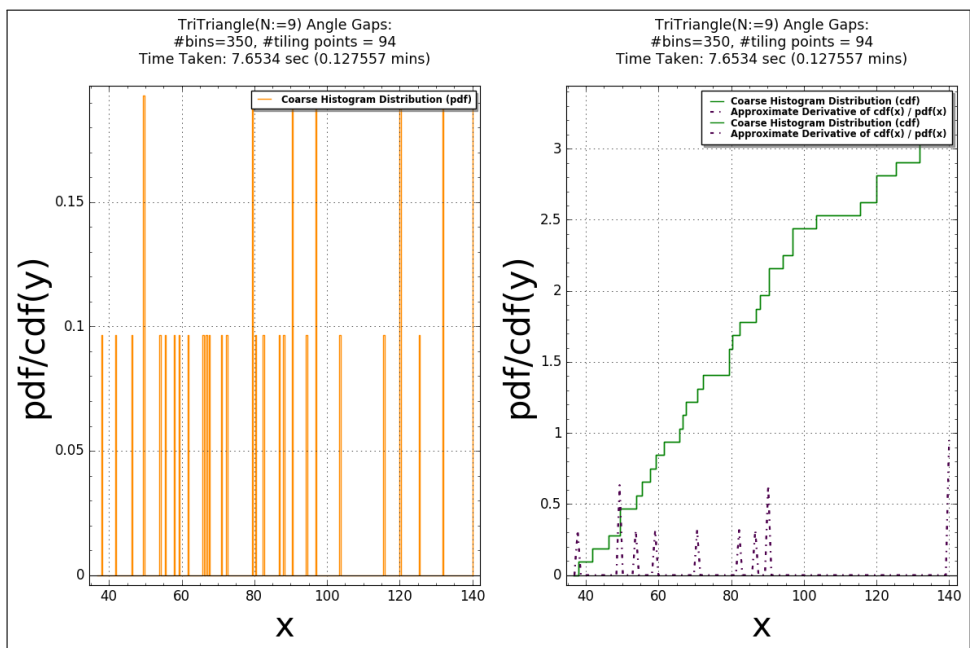 TriTriangle(N:=9) Angle Gaps:
#bins=350, #tiling points = 94
Time Taken: 7.6534 sec (0.127557 mins)
Coarse Histogram Distribution (pdf)
0.15
0.1
0.05
0
40 60 80 100 120 140
pdf/cdf(y)
x
TriTriangle(N:=9) Angle Gaps:
#bins=350, #tiling points = 94
Time Taken: 7.6534 sec (0.127557 mins)
Coarse Histogram Distribution (cdf)
Approximate Derivative of cdf(x) / pdf(x)
Coarse Histogram Distribution (cdf)
Approximate Derivative of cdf(x) / pdf(x)
3
2.5
2
1.5
1
0.5
0
40 60 80 100 120 140
pdf/cdf(y)
x